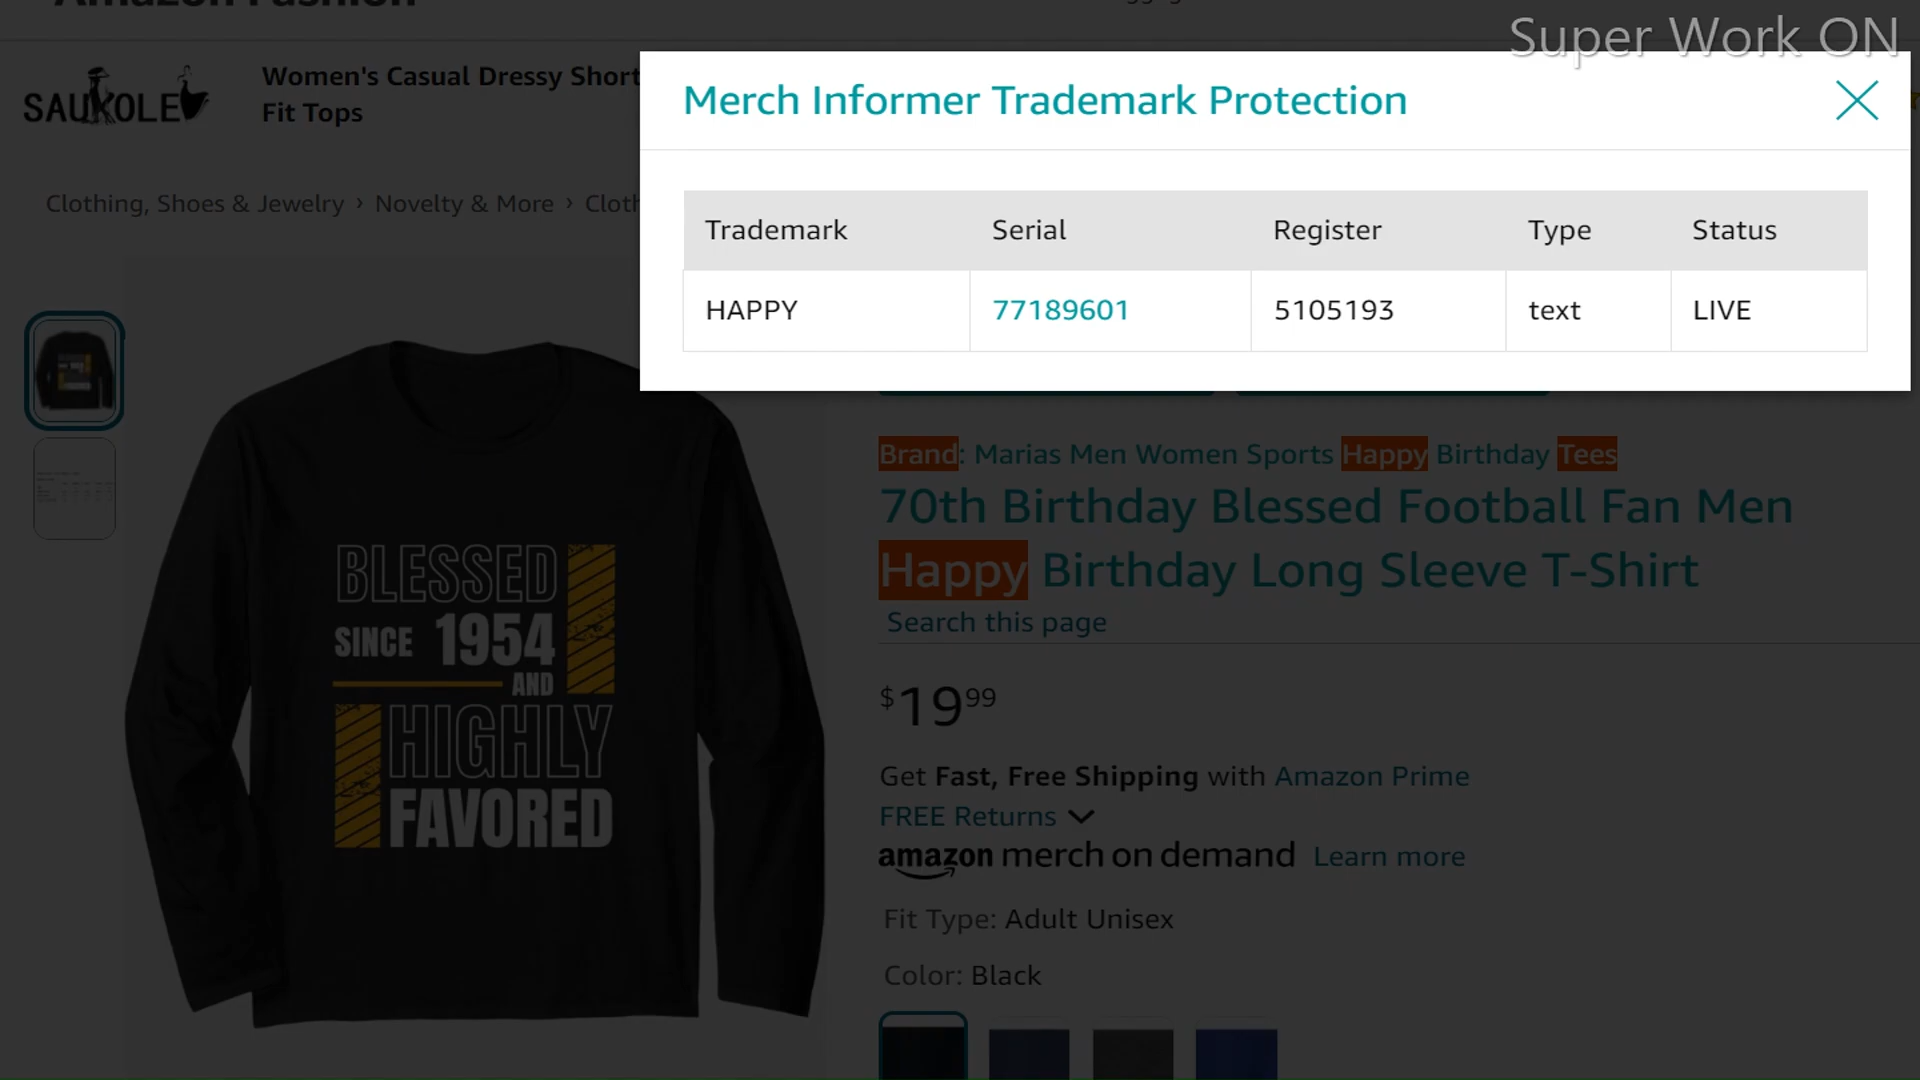 Amazon Fashion
Super Work ON
SAUKOLE
Women's Casual Dressy Short
Fit Tops
Merch Informer Trademark Protection
Clothing, Shoes & Jewelry › Novelty & More › Cloth
Trademark Serial Register Type Status
HAPPY 77189601 5105193 text LIVE
Brand: Marias Men Women Sports Happy Birthday Tees
70th Birthday Blessed Football Fan Men
Happy Birthday Long Sleeve T-Shirt
Search this page
$19.99
Get Fast, Free Shipping with Amazon Prime
FREE Returns
amazon merch on demand Learn more
Fit Type: Adult Unisex
Color: Black
BLESSED
SINCE 1954
AND
HIGHLY
FAVORED